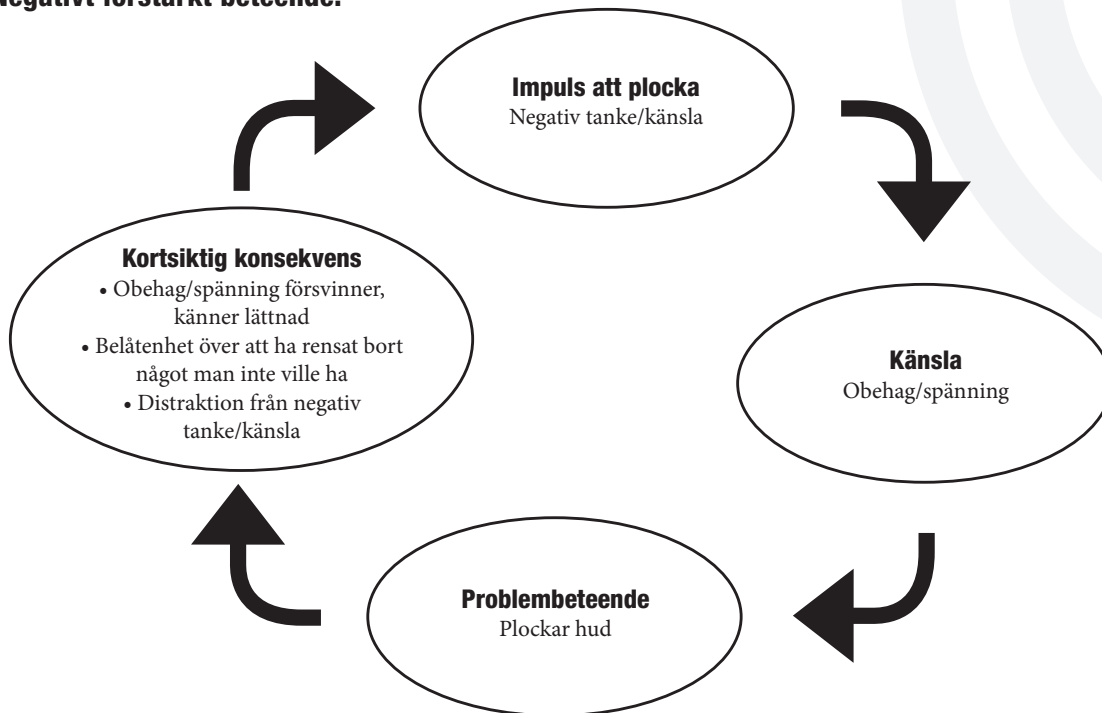 Negativt förstärkt beteende:
Impuls att plocka
Negativ tanke/känsla
Känsla
Obehag/spänning
Problembeteende
Plockar hud
Kortsiktig konsekvens
• Obehag/spänning försvinner,
känner lättnad
• Belåtenhet över att ha rensat bort
något man inte ville ha
• Distraktion från negativ
tanke/känsla